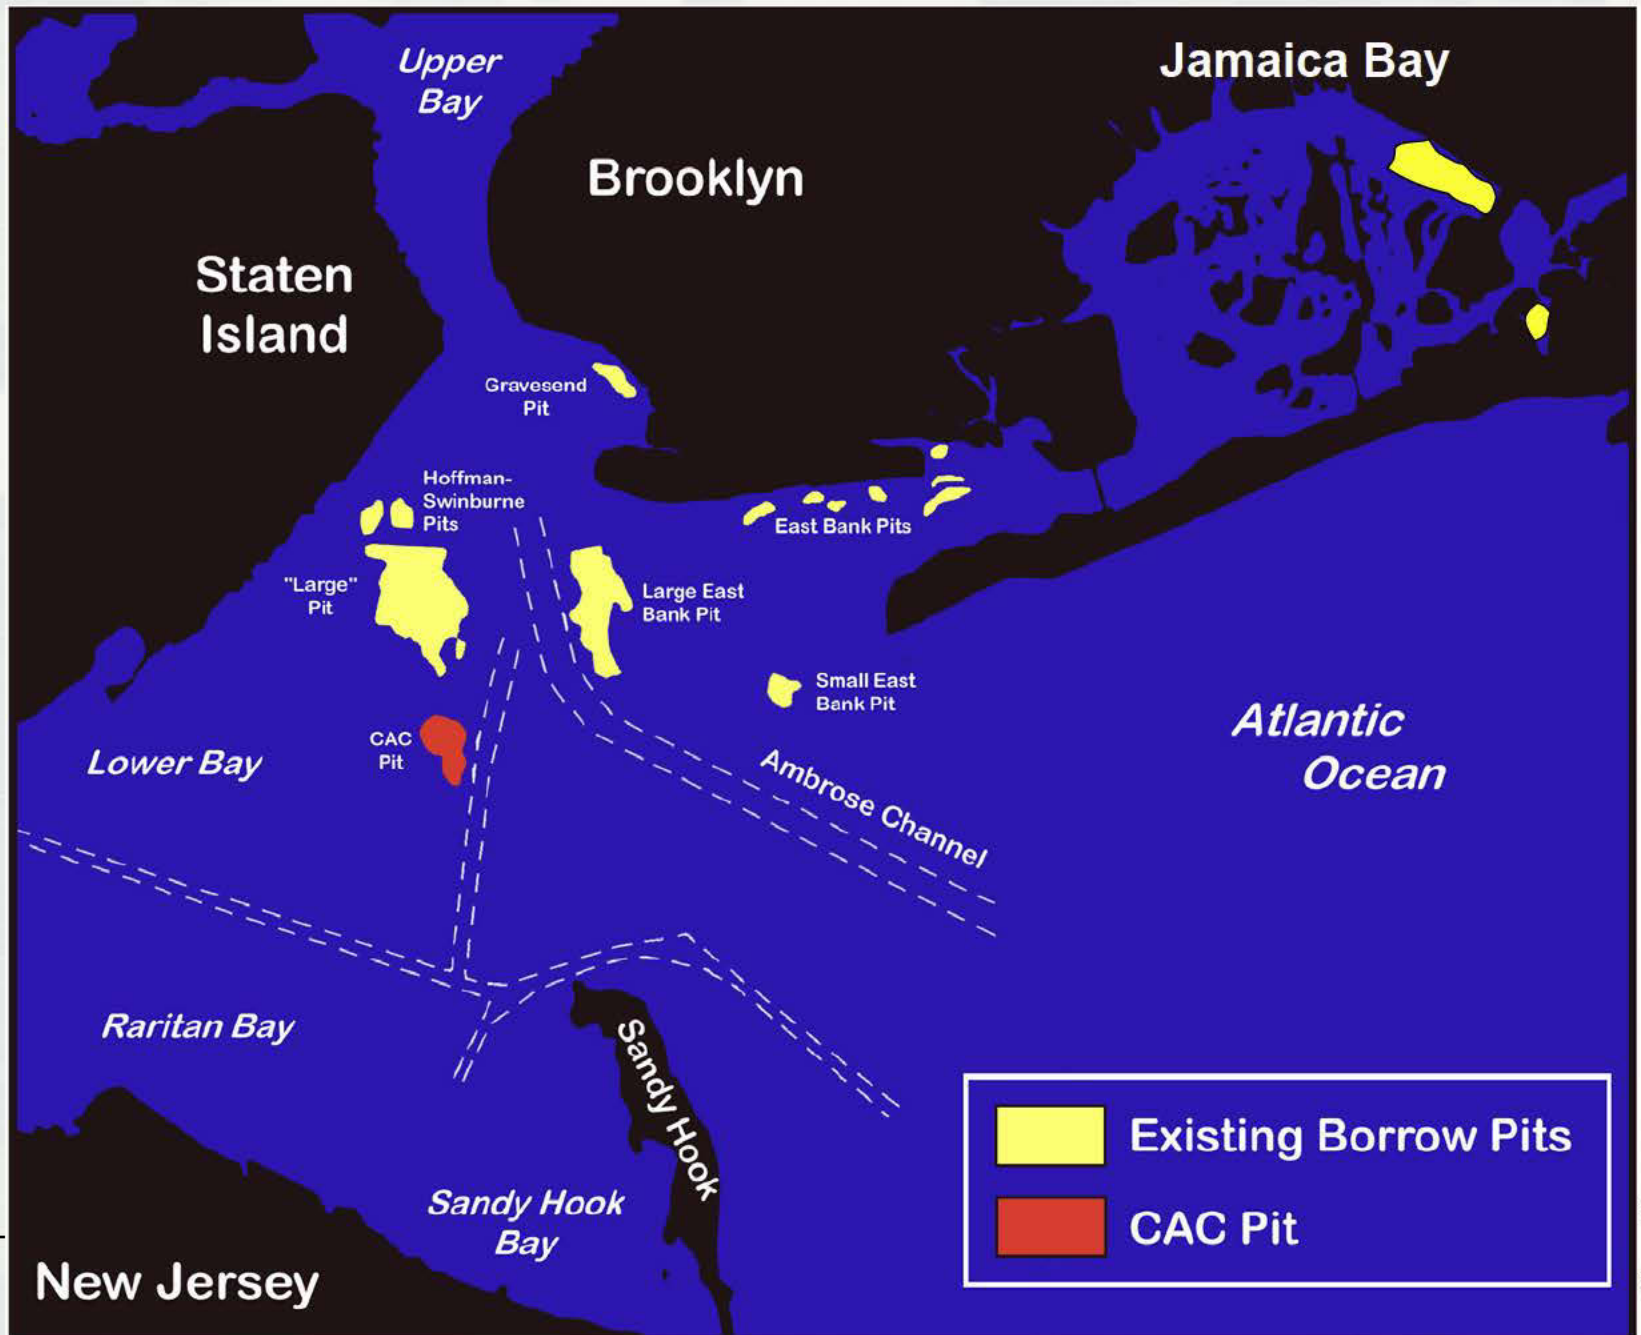 Upper
Bay
Jamaica Bay
Brooklyn
Staten
Island
Gravesend
Pit
Hoffman-
Swinburne
Pits
East Bank Pits
"Large"
Pit
Large East
Bank Pit
Small East
Bank Pit
CAC
Pit
Lower Bay
Atlantic
Ocean
Ambrose Channel
Raritan Bay
Sandy Hook
Sandy Hook
Bay
New Jersey
Existing Borrow Pits
CAC Pit